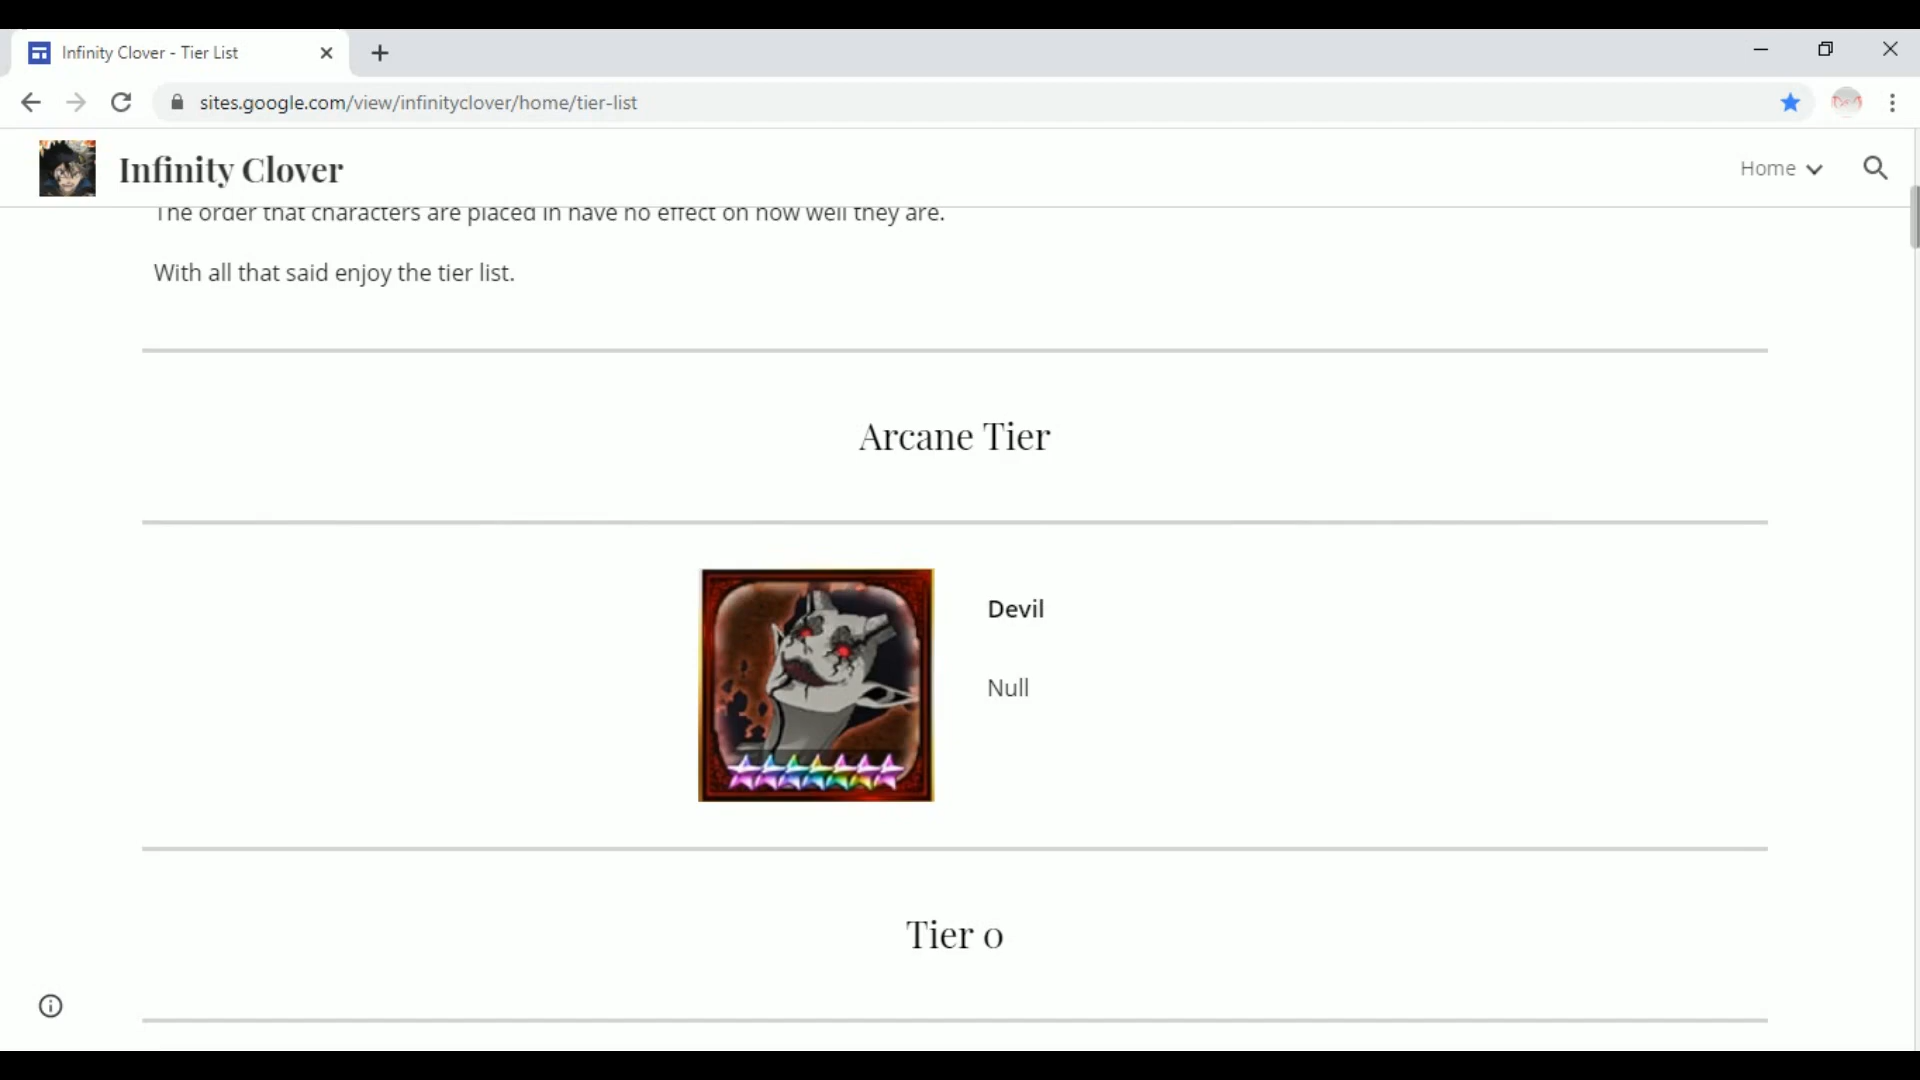 Infinity Clover - Tier List
sites.google.com/view/infinityclover/home/tier-list
Infinity Clover
Home
The order that characters are placed in have no effect on how well they are.
With all that said enjoy the tier list.
Arcane Tier
Devil
Null
Tier 0